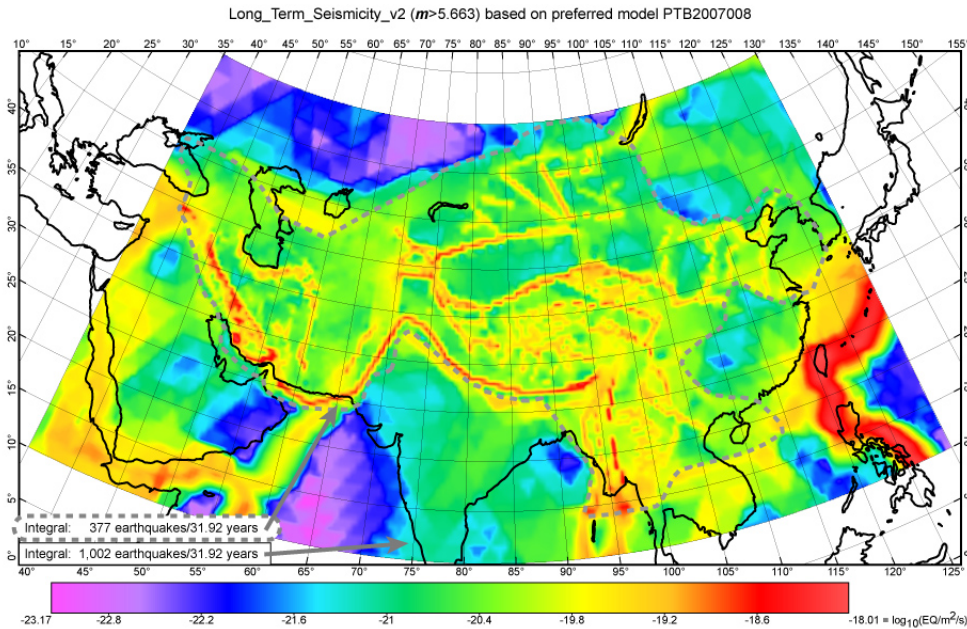 Long_Term_Seismicity_v2 (m>5.663) based on preferred model PTB2007008
10° 15° 20° 25° 30° 35° 40° 45° 50° 55° 60° 65° 70° 75° 80° 85° 90° 95° 100° 105° 110° 115° 120° 125° 130° 135° 140° 145° 150° 155°
40°
35°
30°
25°
20°
15°
10°
5°
0°
Integral: 377 earthquakes/31.92 years
Integral: 1,002 earthquakes/31.92 years
40° 45° 50° 55° 60° 65° 70° 75° 80° 85° 90° 95° 100° 105° 110° 115° 120° 125°
-23.17 -22.8 -22.2 -21.6 -21 -20.4 -19.8 -19.2 -18.6 -18.01 = log10(EQ/m2/s)